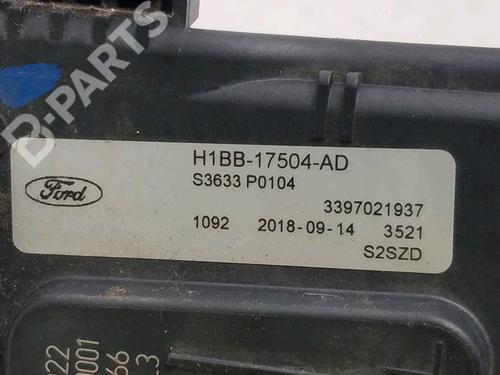 B-PARTS
H1BB-17504-AD
S3633 P0104
Ford
3397021937
1092 2018-09-14 3521
S2SZD